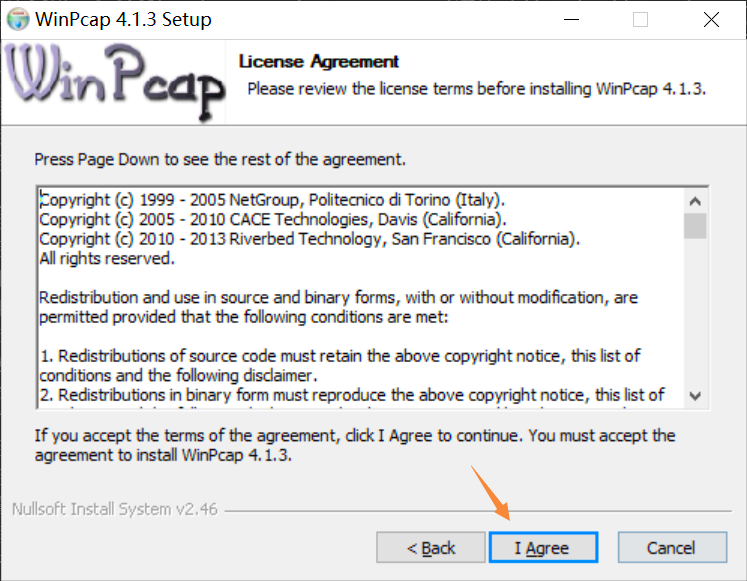 WinPcap 4.1.3 Setup
WinPcap
License Agreement
Please review the license terms before installing WinPcap 4.1.3.
Press Page Down to see the rest of the agreement.
Copyright (c) 1999 - 2005 NetGroup, Politecnico di Torino (Italy).
Copyright (c) 2005 - 2010 CACE Technologies, Davis (California).
Copyright (c) 2010 - 2013 Riverbed Technology, San Francisco (California).
All rights reserved.
Redistribution and use in source and binary forms, with or without modification, are
permitted provided that the following conditions are met:
1. Redistributions of source code must retain the above copyright notice, this list of
conditions and the following disclaimer.
2. Redistributions in binary form must reproduce the above copyright notice, this list of
If you accept the terms of the agreement, click I Agree to continue. You must accept the
agreement to install WinPcap 4.1.3.
Nullsoft Install System v2.46
< Back
I Agree
Cancel